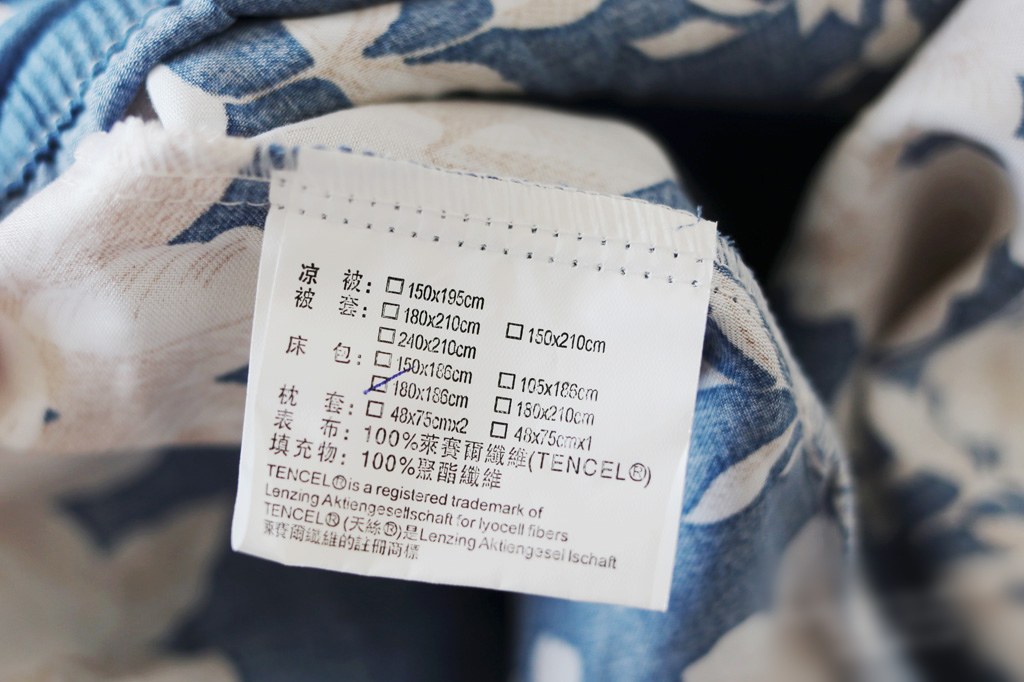 凉 被: □150x195cm
被 套: □180x210cm □150x210cm
□240x210cm
床 包: □150x186cm □105x186cm
□180x186cm □180x210cm
枕 套: □48x75cmx2 □48x75cmx1
表 布: 100%萊賽爾纖維(TENCEL®)
填充物: 100%聚酯纖維
TENCEL®is a registered trademark of
Lenzing Aktiengesellschaft for lyocell fibers
TENCEL®(天絲®)是Lenzing Aktiengesellschaft
萊賽爾纖維的註冊商標